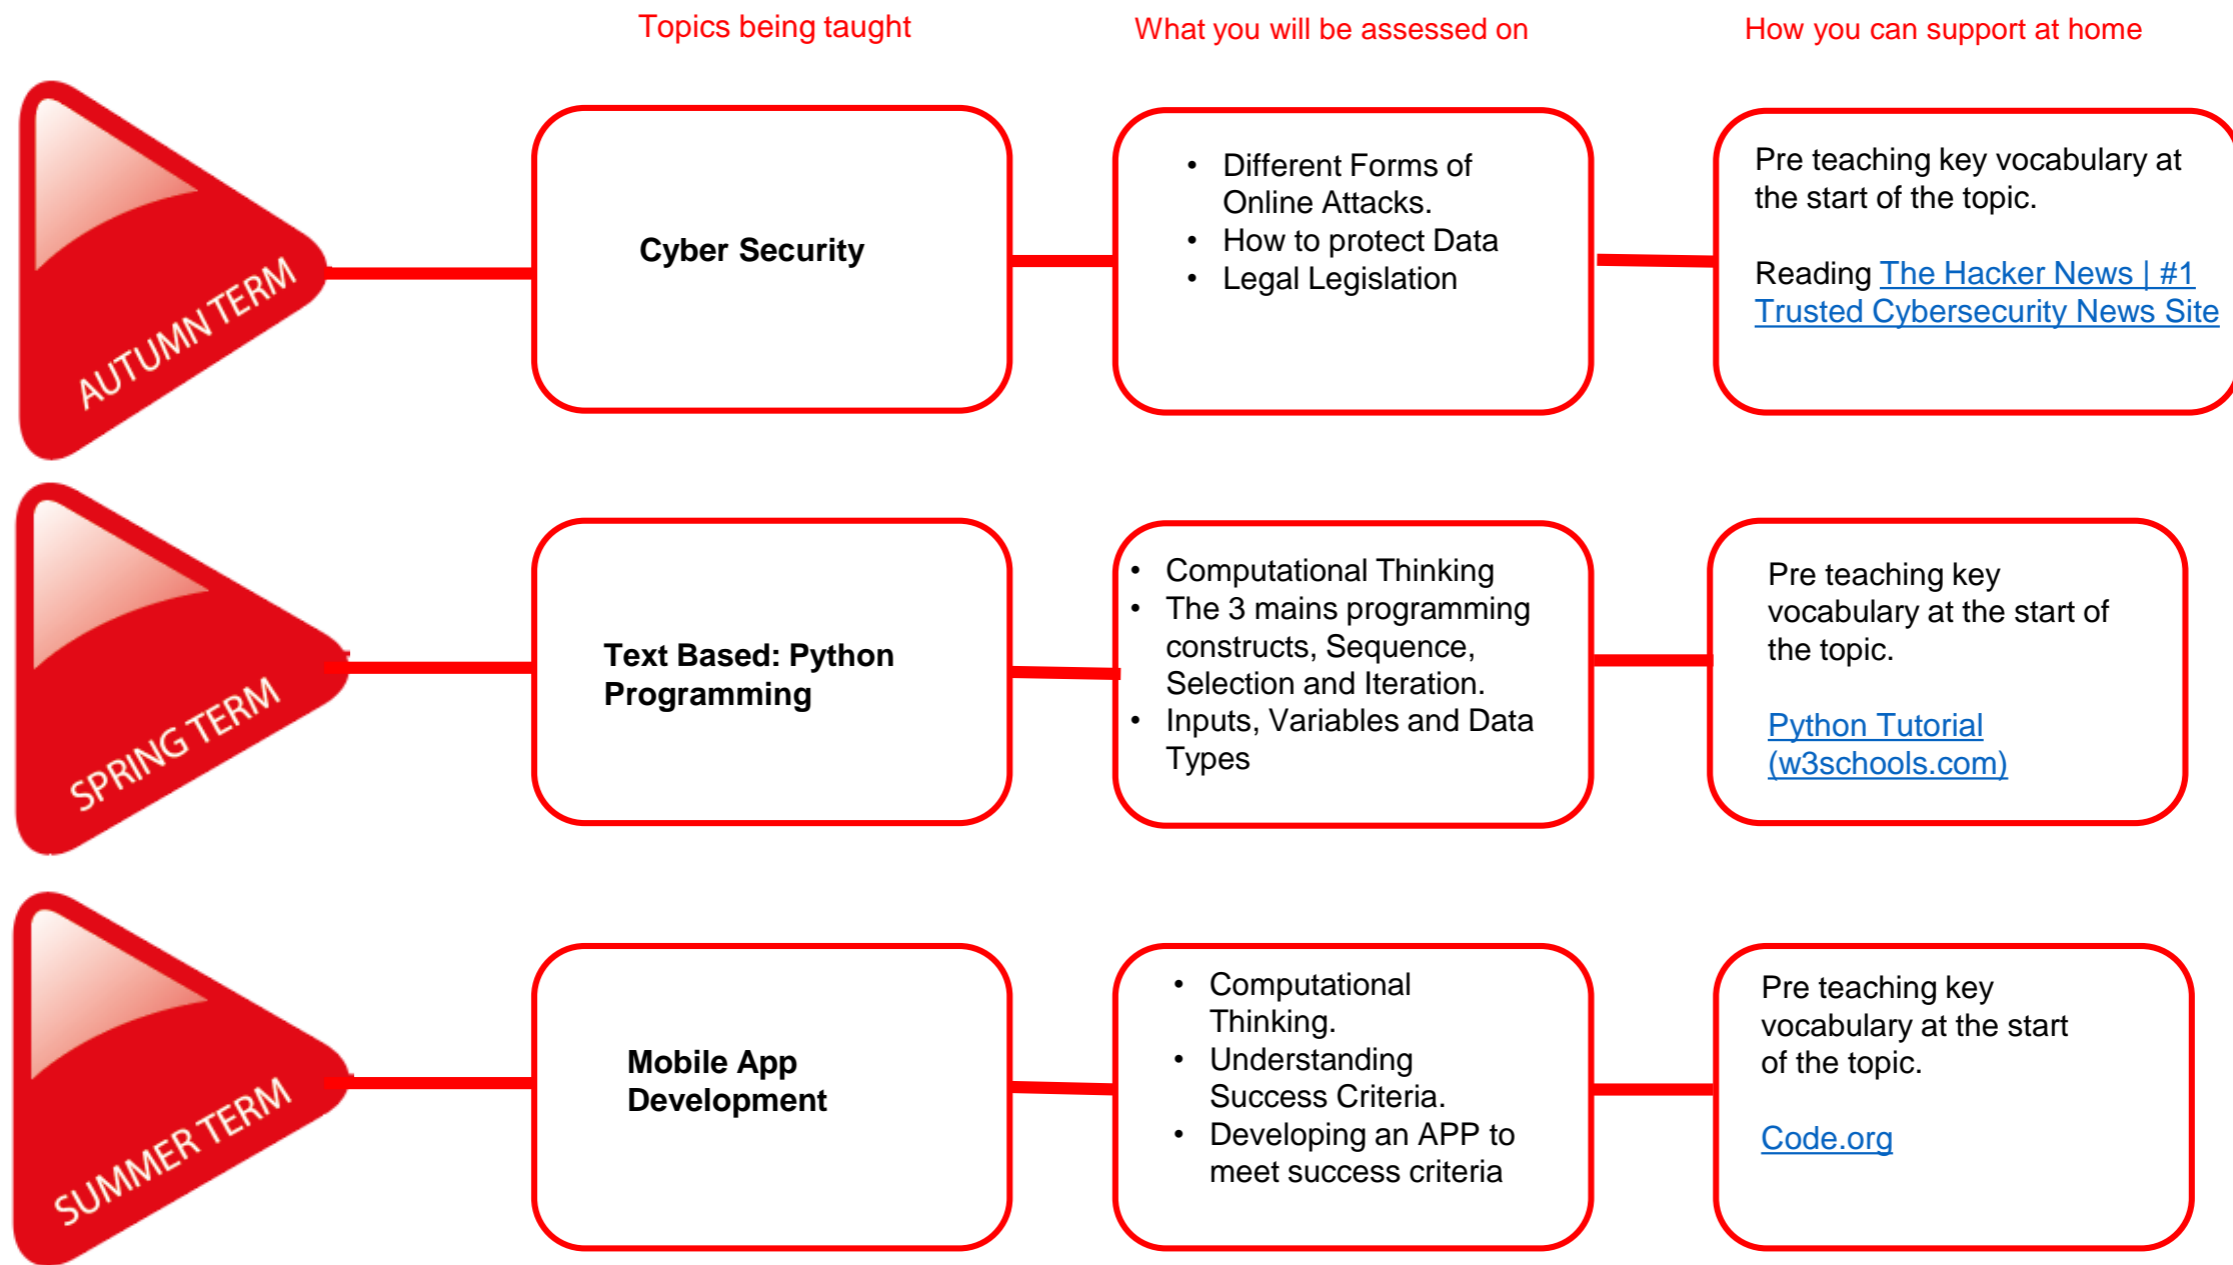 Topics being taught
What you will be assessed on
How you can support at home
AUTUMN TERM
Cyber Security
• Different Forms of
Online Attacks.
• How to protect Data
• Legal Legislation
Pre teaching key vocabulary at
the start of the topic.
Reading The Hacker News | #1
Trusted Cybersecurity News Site
SPRING TERM
Text Based: Python
Programming
• Computational Thinking
• The 3 mains programming
constructs, Sequence,
Selection and Iteration.
• Inputs, Variables and Data
Types
Pre teaching key
vocabulary at the start of
the topic.
Python Tutorial
(w3schools.com)
SUMMER TERM
Mobile App
Development
• Computational
Thinking.
• Understanding
Success Criteria.
• Developing an APP to
meet success criteria
Pre teaching key
vocabulary at the start
of the topic.
Code.org